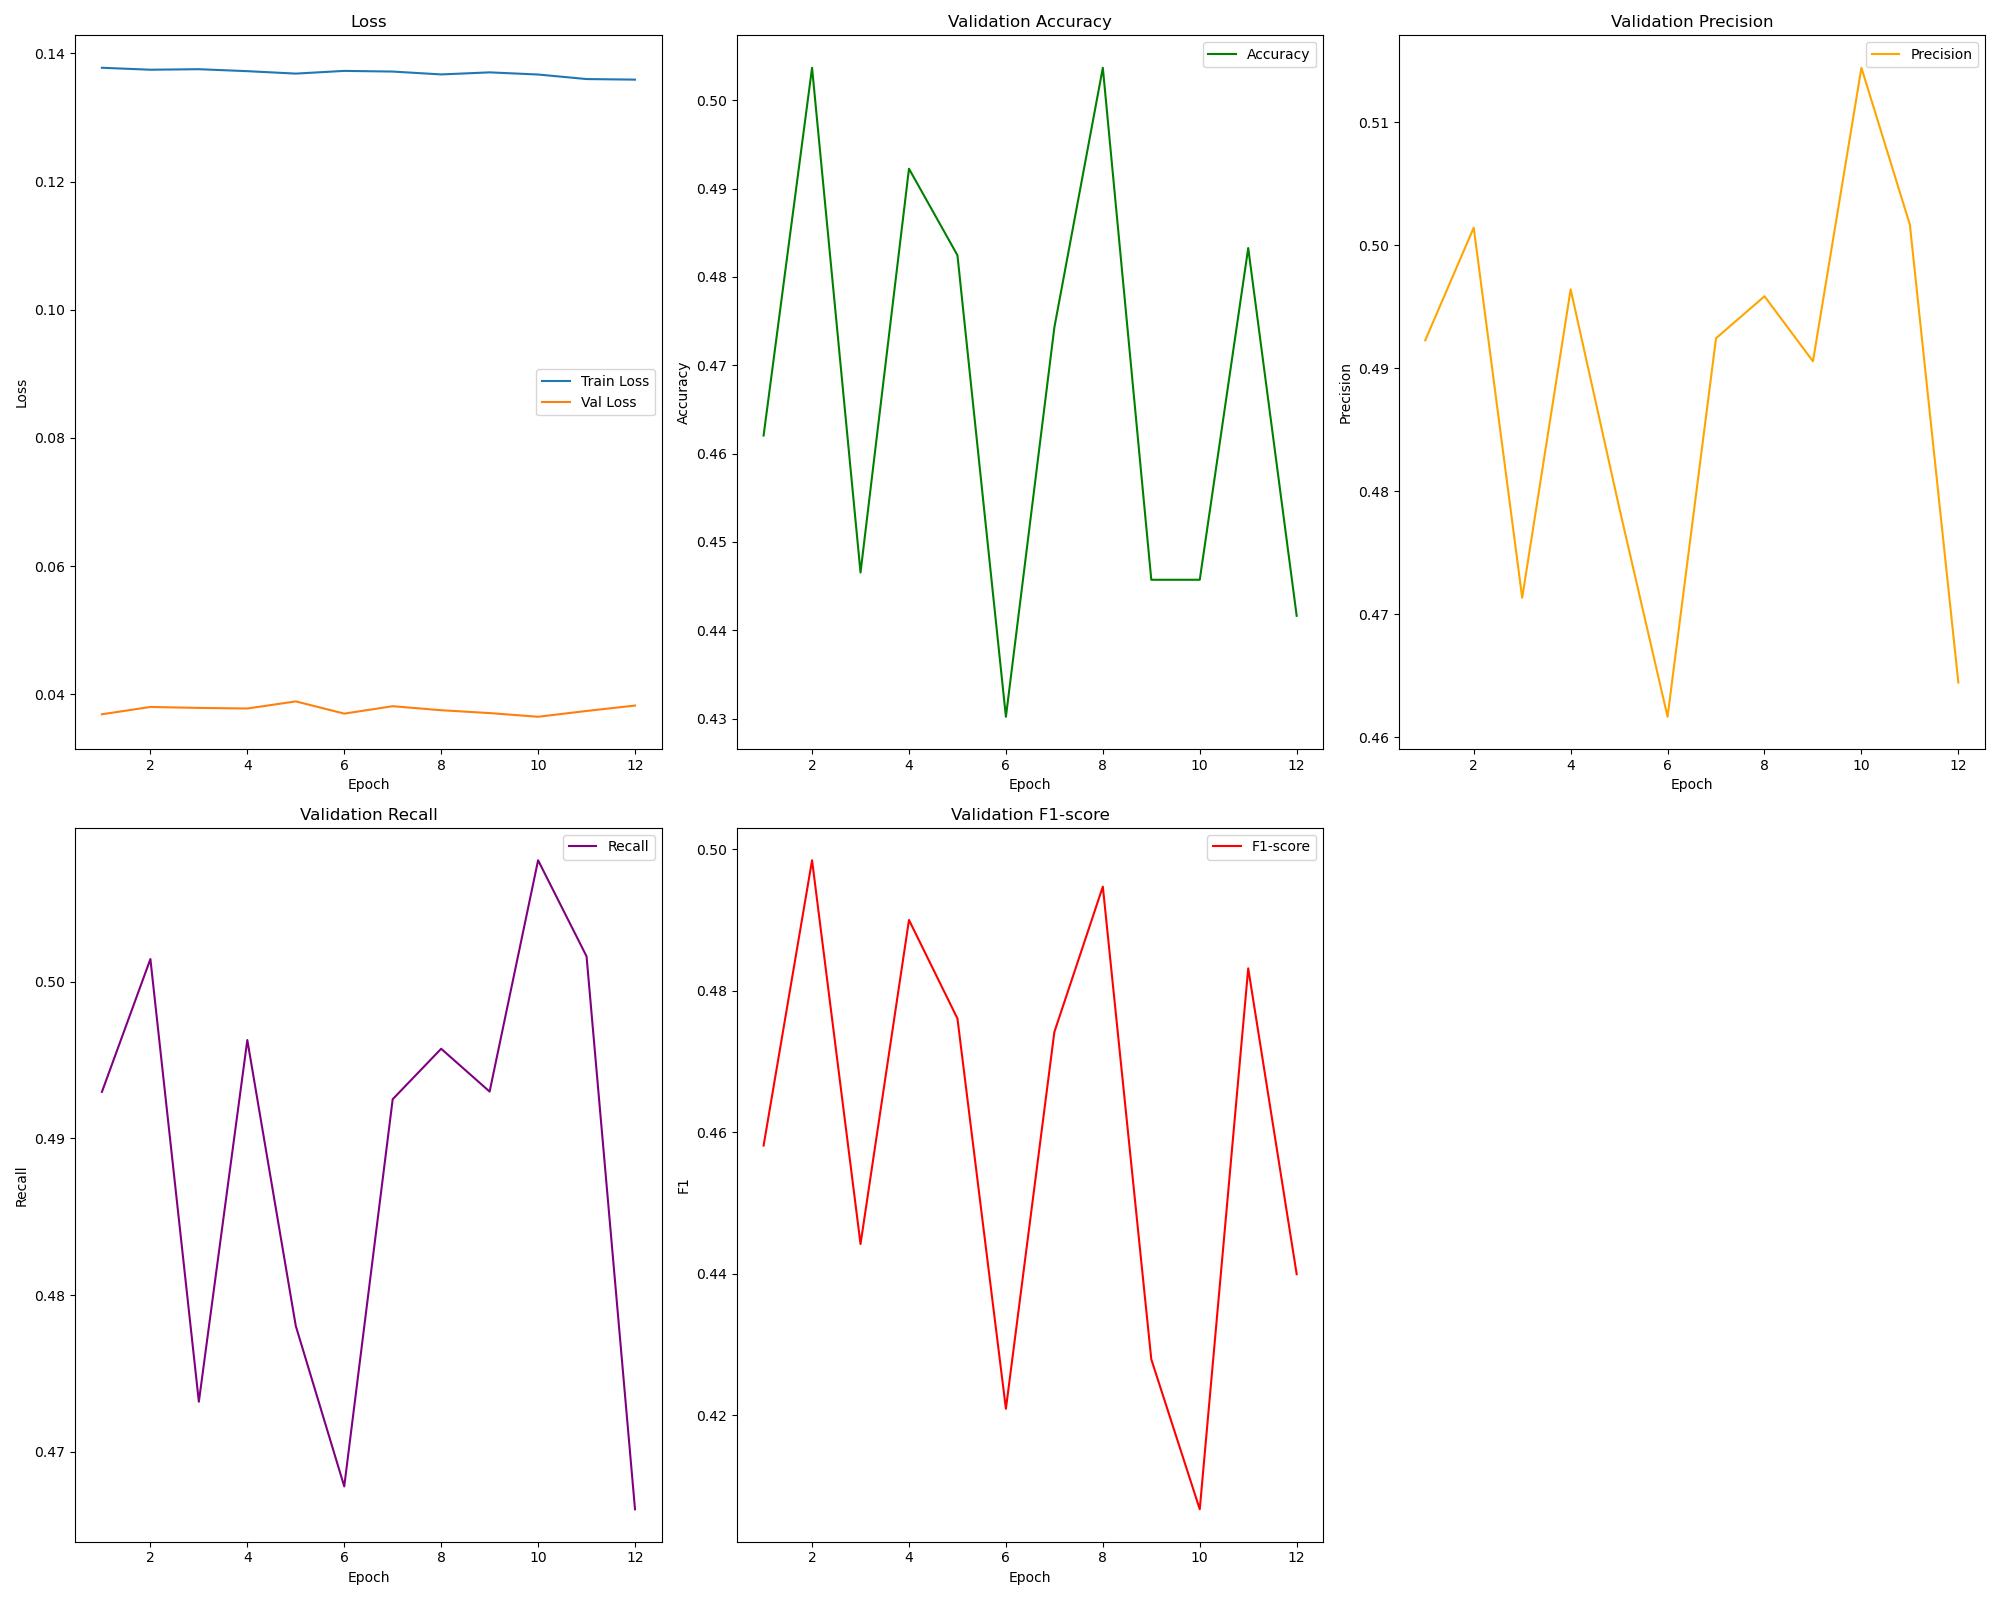 Loss
0.14
0.12
0.10
0.08
0.06
0.04
Loss
Train Loss
Val Loss
2 4 6 8 10 12
Epoch
Validation Accuracy
Accuracy
0.50
0.49
0.48
0.47
0.46
0.45
0.44
0.43
Accuracy
2 4 6 8 10 12
Epoch
Validation Precision
Precision
0.51
0.50
0.49
0.48
0.47
0.46
Precision
2 4 6 8 10 12
Epoch
Validation Recall
Recall
0.50
0.49
0.48
0.47
Recall
2 4 6 8 10 12
Epoch
Validation F1-score
F1-score
0.50
0.48
0.46
0.44
0.42
F1
2 4 6 8 10 12
Epoch